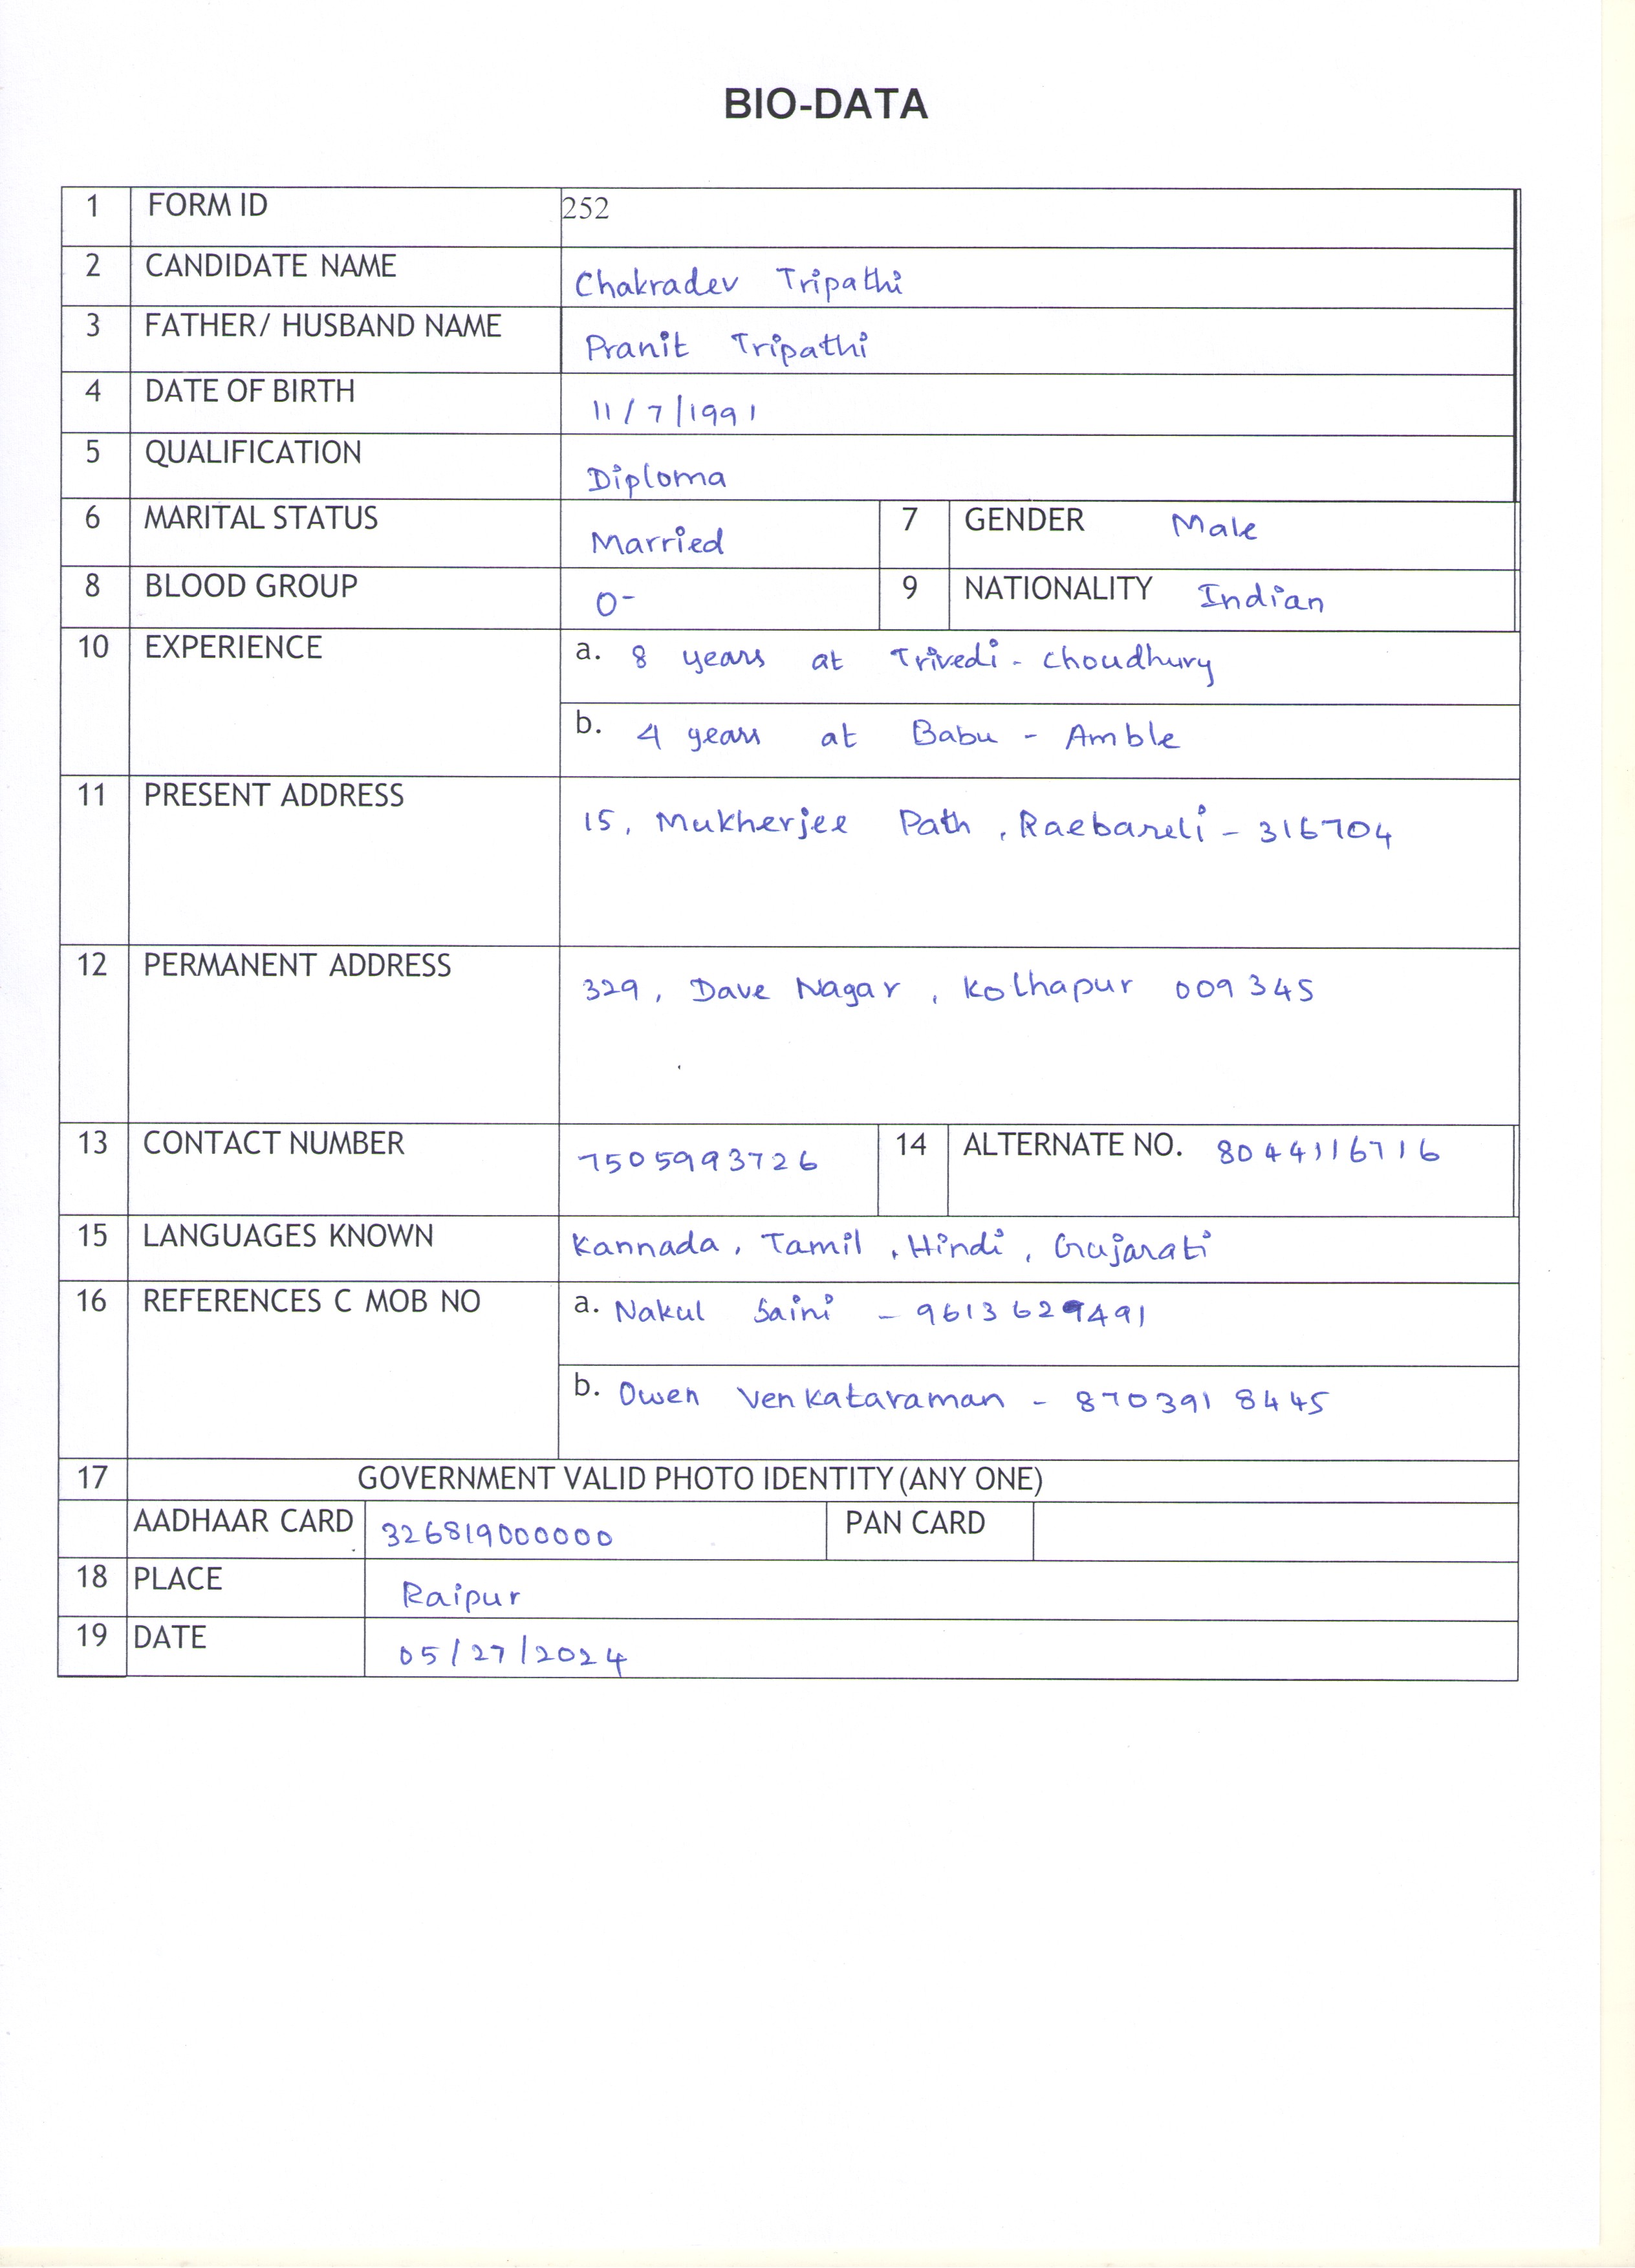 BIO-DATA
1 FORM ID 252
2 CANDIDATE NAME Chakradev Tripathi
3 FATHER/ HUSBAND NAME Pranit Tripathi
4 DATE OF BIRTH 11/7/1991
5 QUALIFICATION Diploma
6 MARITAL STATUS Married 7 GENDER Male
8 BLOOD GROUP O- 9 NATIONALITY Indian
10 EXPERIENCE a. 8 years at Trivedi - Choudhury
b. 4 years at Babu - Amble
11 PRESENT ADDRESS 15, Mukherjee Path, Raebareli - 316704
12 PERMANENT ADDRESS 329, Dave Nagar, Kolhapur 009345
13 CONTACT NUMBER 7505993726 14 ALTERNATE NO. 8044116716
15 LANGUAGES KNOWN Kannada, Tamil, Hindi, Gujarati
16 REFERENCES C MOB NO a. Nakul Saini - 9613629491
b. Owen Venkataraman - 8703918445
17 GOVERNMENT VALID PHOTO IDENTITY (ANY ONE)
AADHAAR CARD 326819000000 PAN CARD
18 PLACE Raipur
19 DATE 05/27/2024